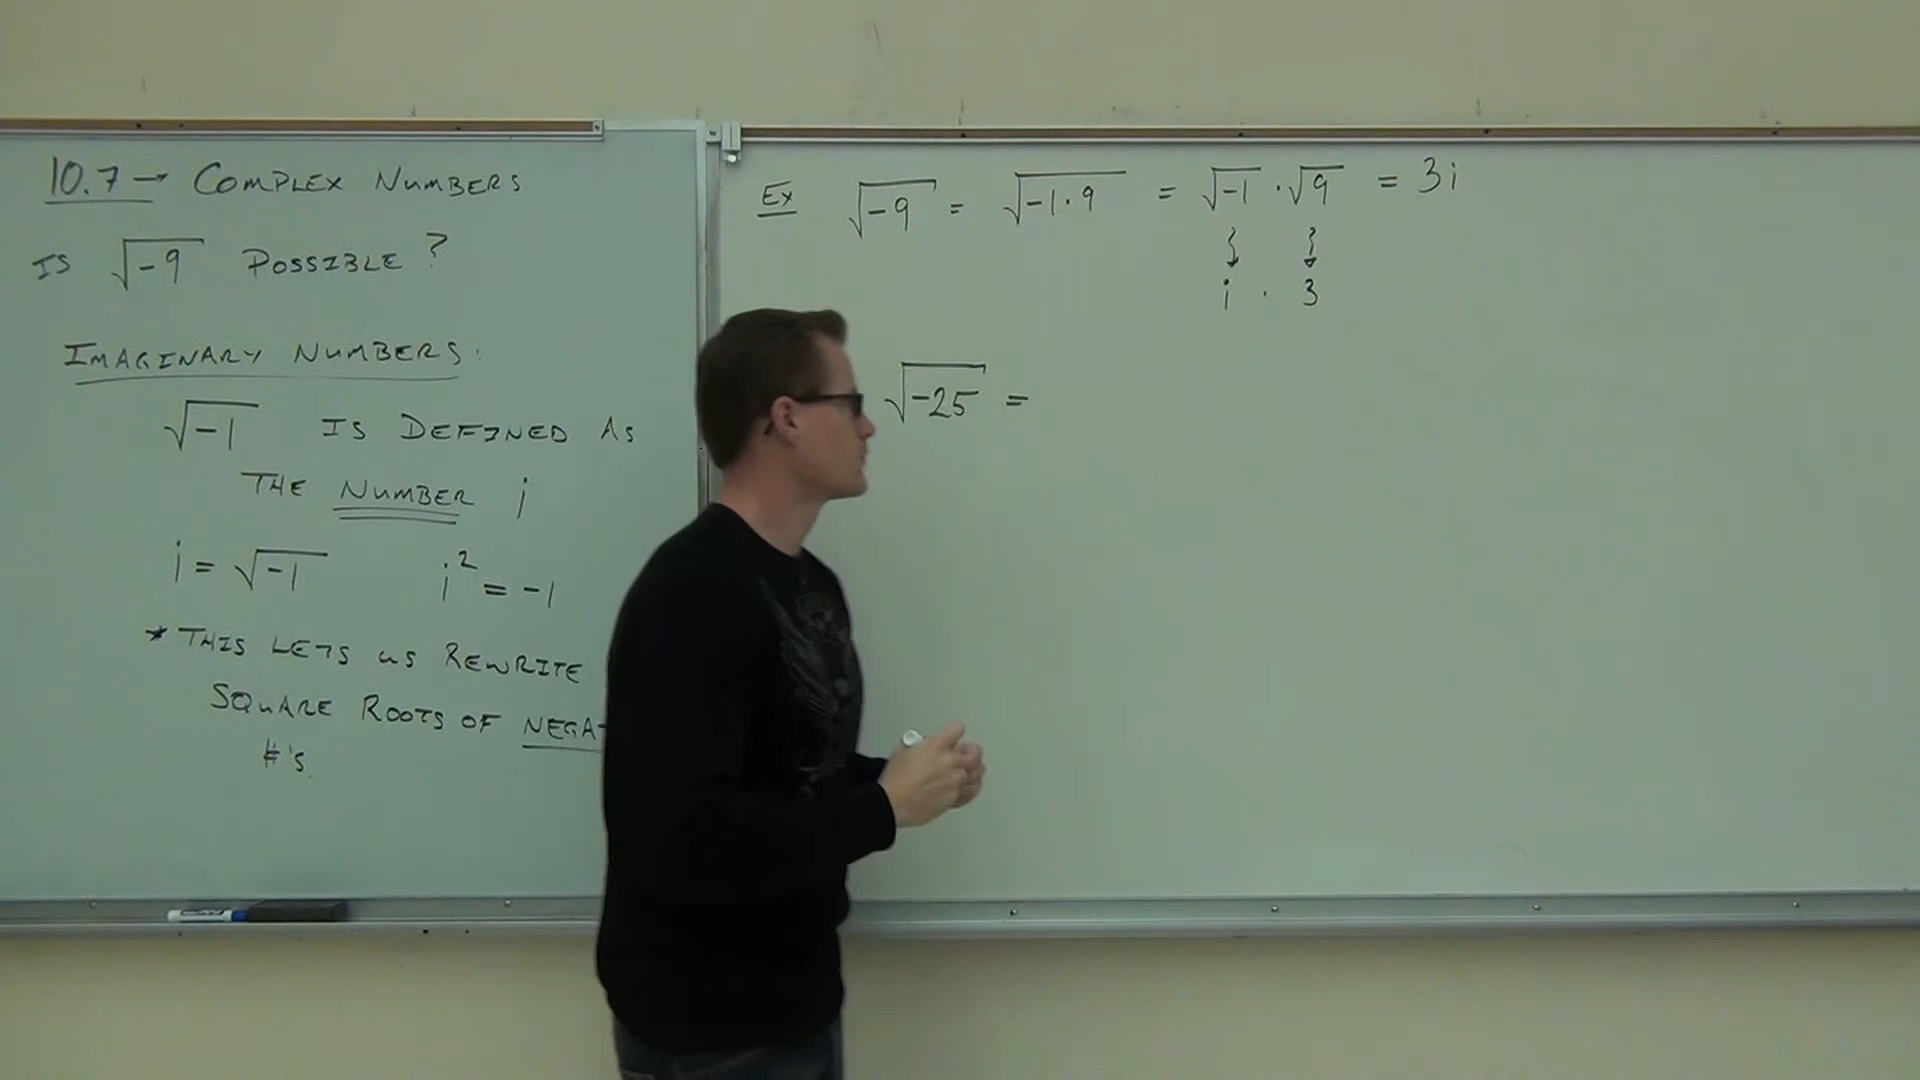 10.7 → COMPLEX NUMBERS
IS √-9 POSSIBLE?
IMAGINARY NUMBERS:
√-1 IS DEFINED AS
THE NUMBER i
i = √-1 i² = -1
* THIS LETS US REWRITE
SQUARE ROOTS OF NEGAT
#'s.
Ex √-9 = √-1·9 = √-1 · √9 = 3i
i · 3
√-25 =